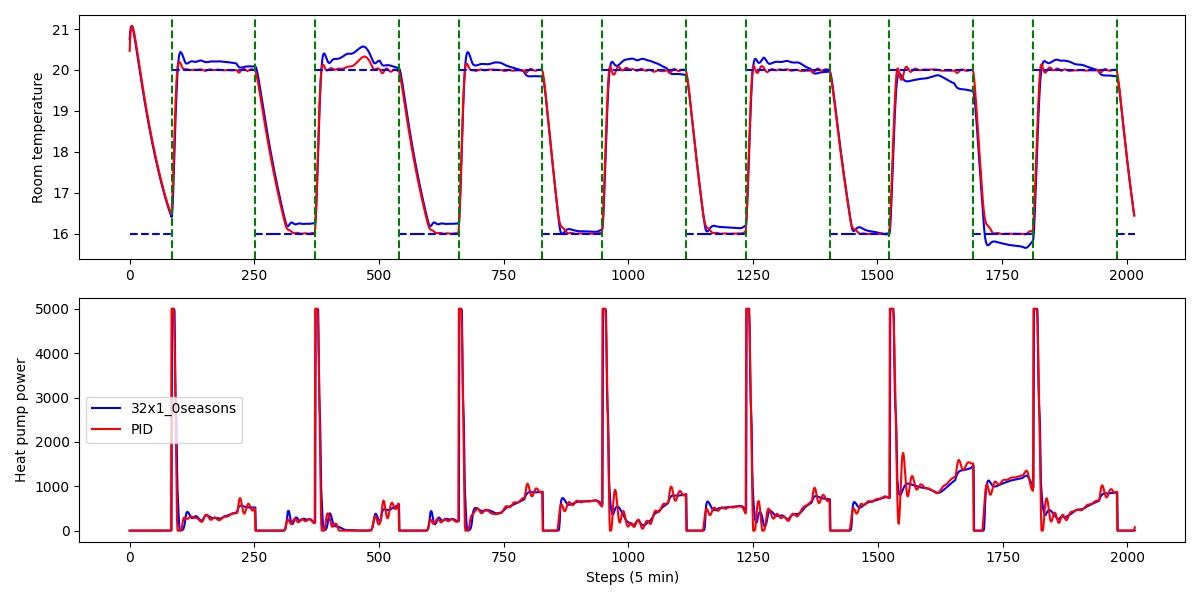 21
20
19
18
17
16
Room temperature
0 250 500 750 1000 1250 1500 1750 2000
5000
4000
3000
2000
1000
0
Heat pump power
32x1_0seasons
PID
0 250 500 750 1000 1250 1500 1750 2000
Steps (5 min)